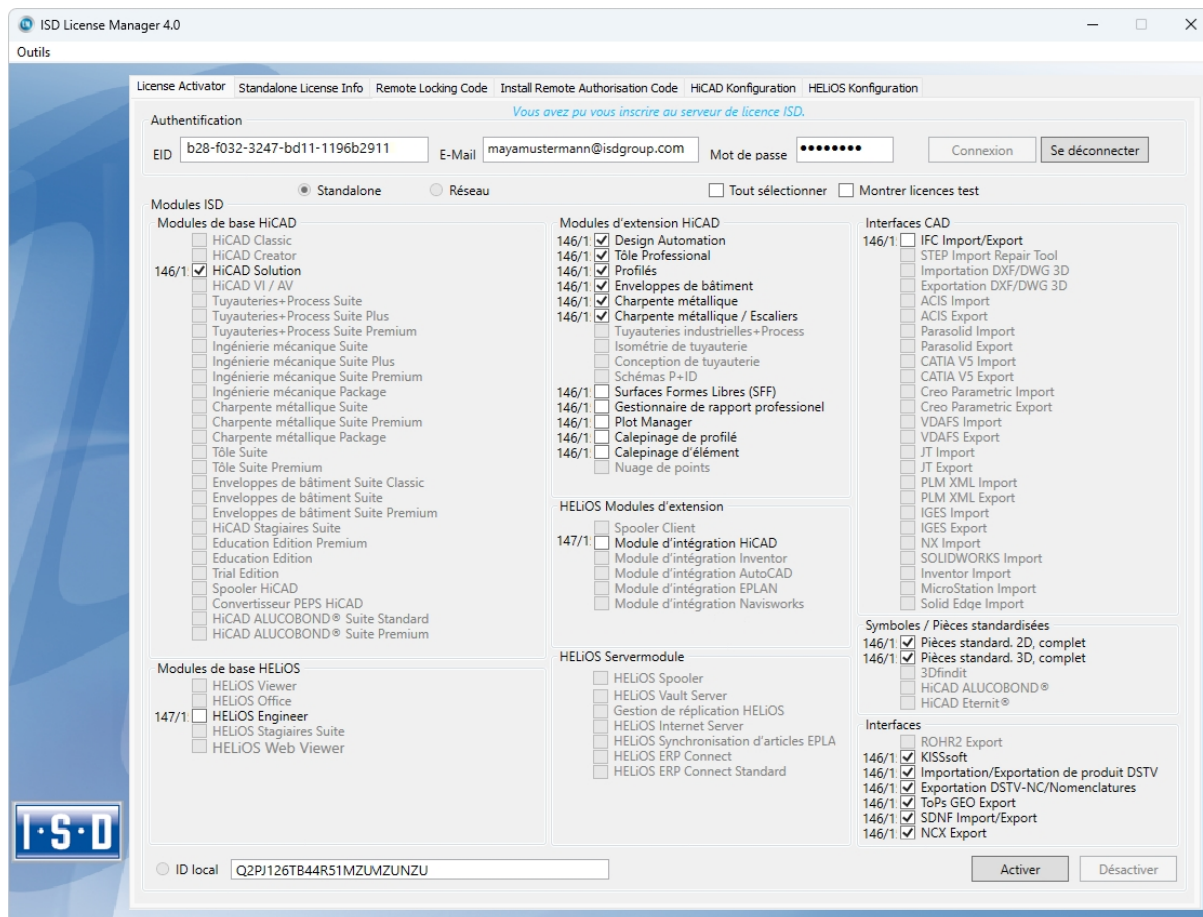 ISD License Manager 4.0
Outils
License Activator Standalone License Info Remote Locking Code Install Remote Authorisation Code HiCAD Konfiguration HELiOS Konfiguration
Vous avez pu vous inscrire au serveur de licence ISD.
Authentification
EID b28-f032-3247-bd11-1196b2911 E-Mail mayamustermann@isdgroup.com Mot de passe ●●●●●●●● Connexion Se déconnecter
Standalone Réseau Tout sélectionner Montrer licences test
Modules ISD
Modules de base HiCAD
HiCAD Classic
HiCAD Creator
146/1: HiCAD Solution
HiCAD VI / AV
Tuyauteries+Process Suite
Tuyauteries+Process Suite Plus
Tuyauteries+Process Suite Premium
Ingénierie mécanique Suite
Ingénierie mécanique Suite Plus
Ingénierie mécanique Suite Premium
Ingénierie mécanique Package
Charpente métallique Suite
Charpente métallique Suite Premium
Charpente métallique Package
Tôle Suite
Tôle Suite Premium
Enveloppes de bâtiment Suite Classic
Enveloppes de bâtiment Suite
Enveloppes de bâtiment Suite Premium
HiCAD Stagiaires Suite
Education Edition Premium
Education Edition
Trial Edition
Spooler HiCAD
Convertisseur PEPS HiCAD
HiCAD ALUCOBOND® Suite Standard
HiCAD ALUCOBOND® Suite Premium
Modules de base HELiOS
HELiOS Viewer
HELiOS Office
147/1: HELiOS Engineer
HELiOS Stagiaires Suite
HELiOS Web Viewer
Modules d'extension HiCAD
146/1: Design Automation
146/1: Tôle Professional
146/1: Profilés
146/1: Enveloppes de bâtiment
146/1: Charpente métallique
146/1: Charpente métallique / Escaliers
Tuyauteries industrielles+Process
Isométrie de tuyauterie
Conception de tuyauterie
Schémas P+ID
146/1: Surfaces Formes Libres (SFF)
146/1: Gestionnaire de rapport professionel
146/1: Plot Manager
146/1: Calepinage de profilé
146/1: Calepinage d'élément
Nuage de points
HELiOS Modules d'extension
Spooler Client
147/1: Module d'intégration HiCAD
Module d'intégration Inventor
Module d'intégration AutoCAD
Module d'intégration EPLAN
Module d'intégration Navisworks
HELiOS Servermodule
HELiOS Spooler
HELiOS Vault Server
Gestion de réplication HELiOS
HELiOS Internet Server
HELiOS Synchronisation d'articles EPLA
HELiOS ERP Connect
HELiOS ERP Connect Standard
Interfaces CAD
146/1: IFC Import/Export
STEP Import Repair Tool
Importation DXF/DWG 3D
Exportation DXF/DWG 3D
ACIS Import
ACIS Export
Parasolid Import
Parasolid Export
CATIA V5 Import
CATIA V5 Export
Creo Parametric Import
Creo Parametric Export
VDAFS Import
VDAFS Export
JT Import
JT Export
PLM XML Import
PLM XML Export
IGES Import
IGES Export
NX Import
SOLIDWORKS Import
Inventor Import
MicroStation Import
Solid Edge Import
Symboles / Pièces standardisées
146/1: Pièces standard. 2D, complet
146/1: Pièces standard. 3D, complet
3Dfindit
HiCAD ALUCOBOND®
HiCAD Eternit®
Interfaces
ROHR2 Export
146/1: KISSsoft
146/1: Importation/Exportation de produit DSTV
146/1: Exportation DSTV-NC/Nomenclatures
146/1: ToPs GEO Export
146/1: SDNF Import/Export
146/1: NCX Export
I·S·D
ID local Q2PJ126TB44R51MZUMZUNZU Activer Désactiver